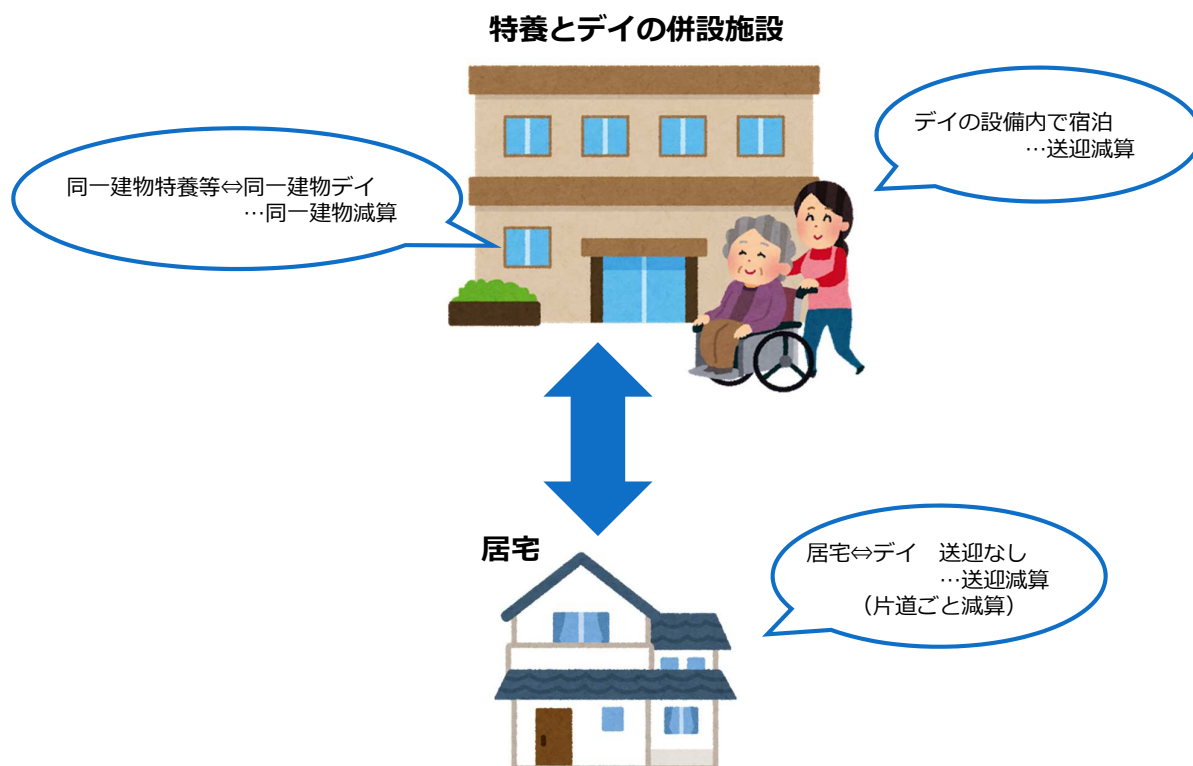 特養とデイの併設施設
デイの設備内で宿泊
…送迎減算
同一建物特養等⇔同一建物デイ
…同一建物減算
居宅
居宅⇔デイ　送迎なし
…送迎減算
（片道ごと減算）